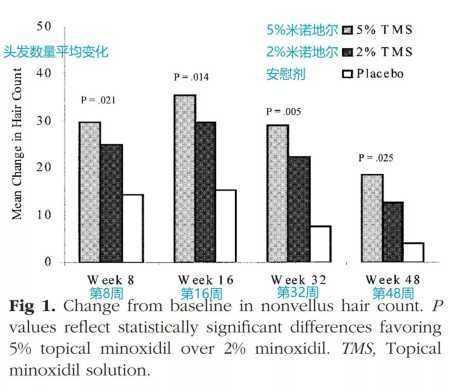 50
40
30
20
10
0
Mean Change in Hair Count
头发数量平均变化
5%米诺地尔 5% TMS
2%米诺地尔 2% TMS
安慰剂 Placebo
P = .021
P = .014
P = .005
P = .025
Week 8 Week 16 Week 32 Week 48
第8周 第16周 第32周 第48周
Fig 1. Change from baseline in nonvellus hair count. P
values reflect statistically significant differences favoring
5% topical minoxidil over 2% minoxidil. TMS, Topical
minoxidil solution.